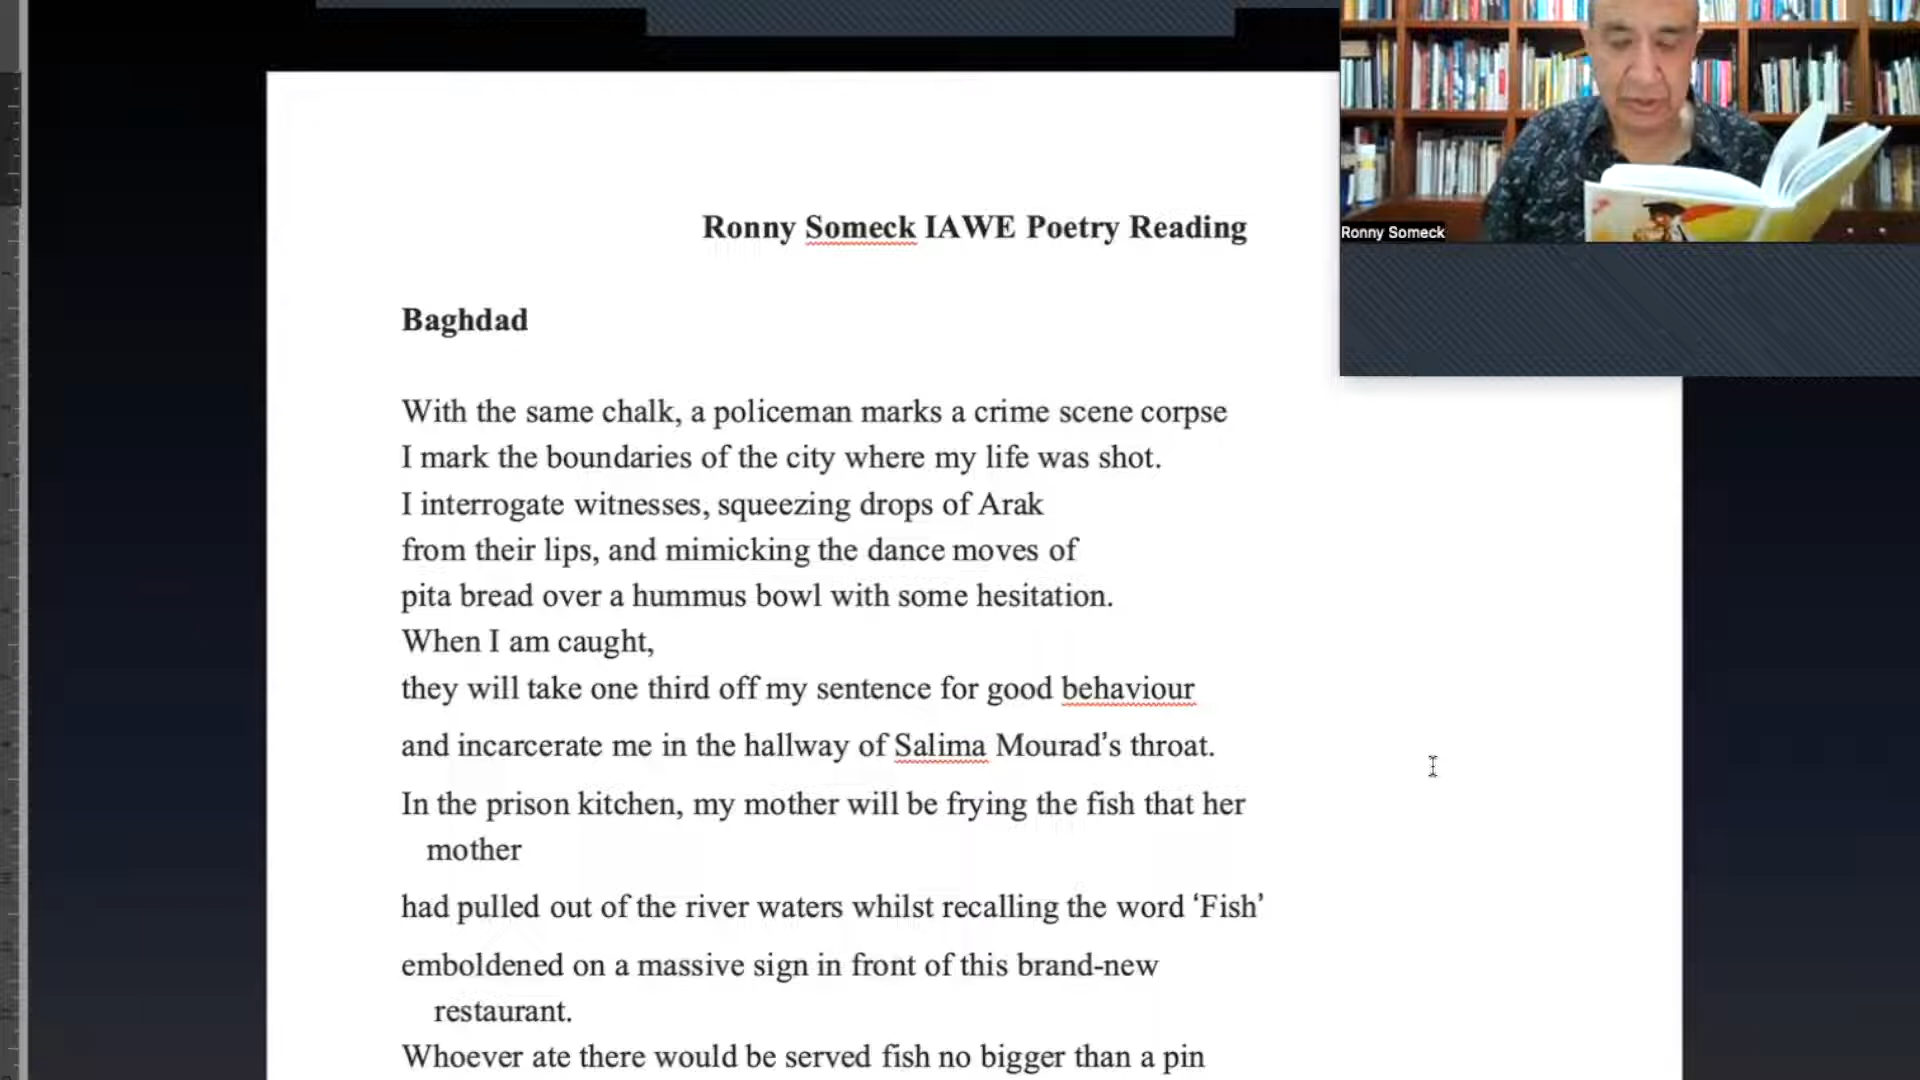 Ronny Someck
Ronny Someck IAWE Poetry Reading
Baghdad
With the same chalk, a policeman marks a crime scene corpse
I mark the boundaries of the city where my life was shot.
I interrogate witnesses, squeezing drops of Arak
from their lips, and mimicking the dance moves of
pita bread over a hummus bowl with some hesitation.
When I am caught,
they will take one third off my sentence for good behaviour
and incarcerate me in the hallway of Salima Mourad’s throat.
In the prison kitchen, my mother will be frying the fish that her
mother
had pulled out of the river waters whilst recalling the word ‘Fish’
emboldened on a massive sign in front of this brand-new
restaurant.
Whoever ate there would be served fish no bigger than a pin